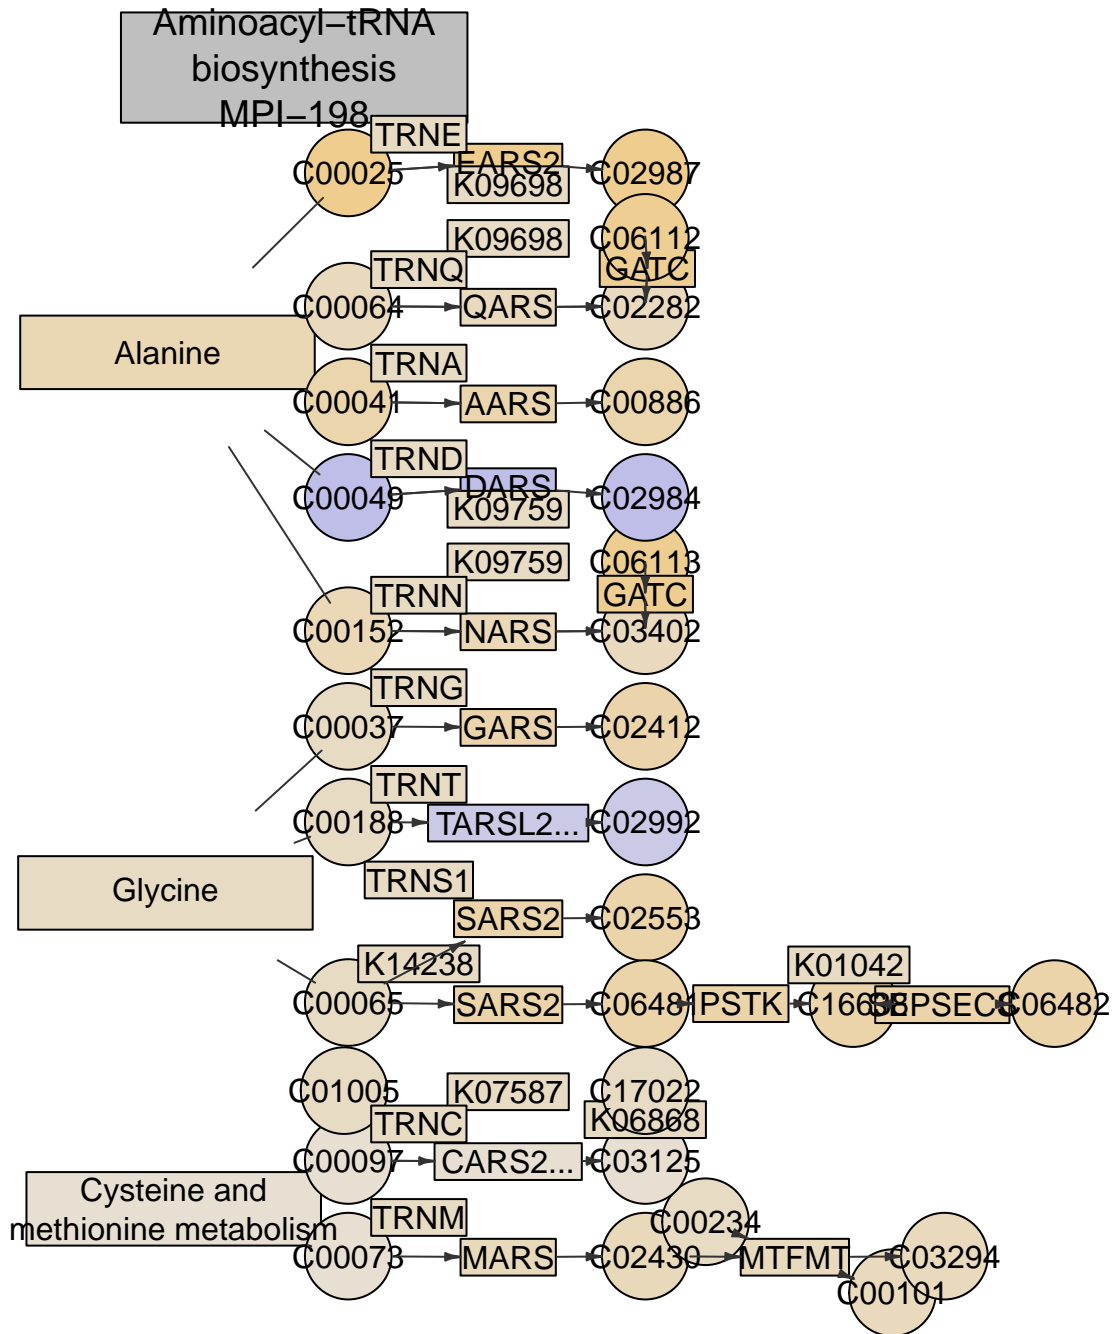 Aminoacyl−tRNA
biosynthesis
MPI−198
TRNE
C00025
EARS2
K09698
C02987
K09698
C06112
TRNQ
GATC
C00064
QARS
C02282
Alanine
TRNA
C00041
AARS
C00886
TRND
C00049
DARS
K09759
C02984
K09759
C06113
TRNN
GATC
C00152
NARS
C03402
TRNG
C00037
GARS
C02412
TRNT
C00188
TARSL2...
C02992
Glycine
TRNS1
SARS2
C02553
K14238
K01042
C00065
SARS2
C06481
PSTK
C16638
SEPSECS
C06482
C01005
K07587
C17022
TRNC
K06868
C00097
CARS2...
C03125
Cysteine and
methionine metabolism
TRNM
C00234
C00073
MARS
C02430
MTFMT
C03294
C00101